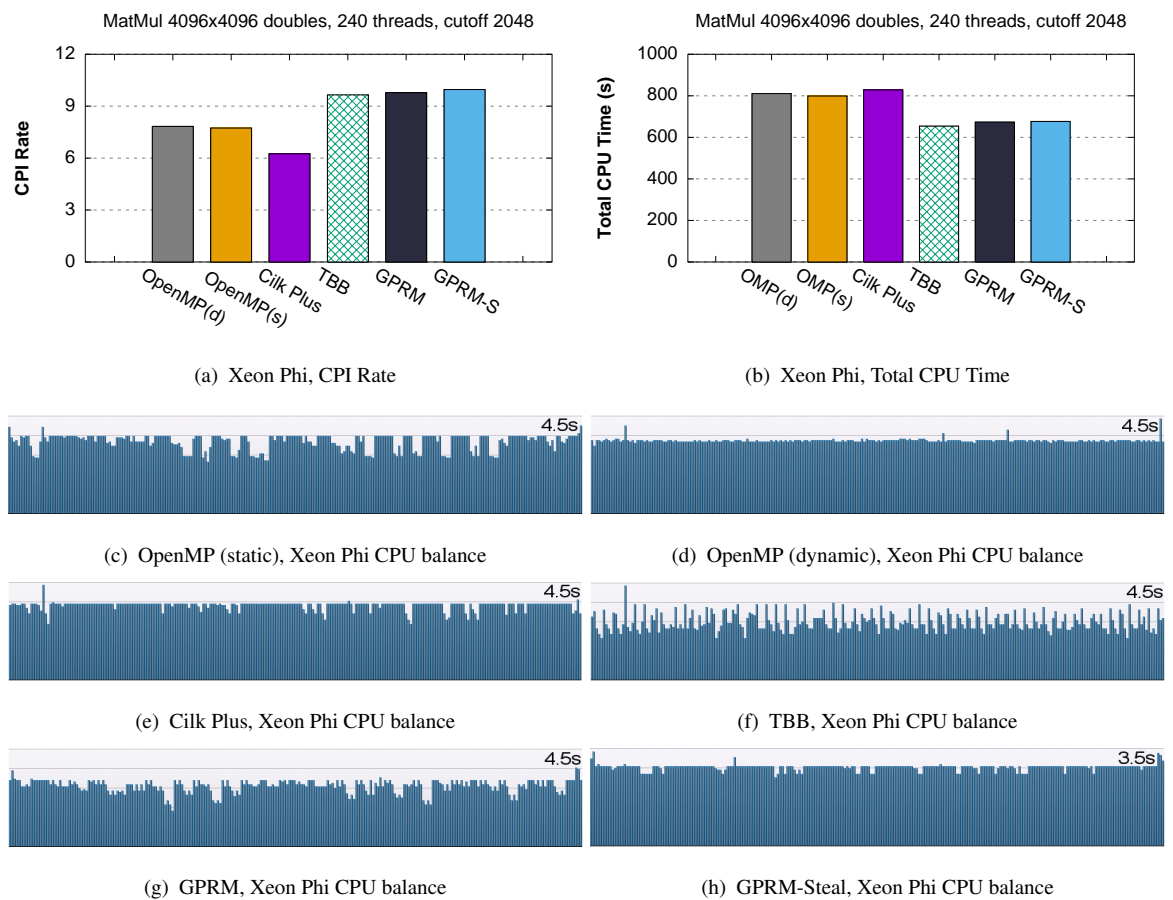 MatMul 4096x4096 doubles, 240 threads, cutoff 2048
CPI Rate
12
9
6
3
0
OpenMP(d)
OpenMP(s)
Cilk Plus
TBB
GPRM
GPRM-S
(a) Xeon Phi, CPI Rate
MatMul 4096x4096 doubles, 240 threads, cutoff 2048
Total CPU Time (s)
1000
800
600
400
200
0
OMP(d)
OMP(s)
Cilk Plus
TBB
GPRM
GPRM-S
(b) Xeon Phi, Total CPU Time
4.5s
(c) OpenMP (static), Xeon Phi CPU balance
4.5s
(d) OpenMP (dynamic), Xeon Phi CPU balance
4.5s
(e) Cilk Plus, Xeon Phi CPU balance
4.5s
(f) TBB, Xeon Phi CPU balance
4.5s
(g) GPRM, Xeon Phi CPU balance
3.5s
(h) GPRM-Steal, Xeon Phi CPU balance